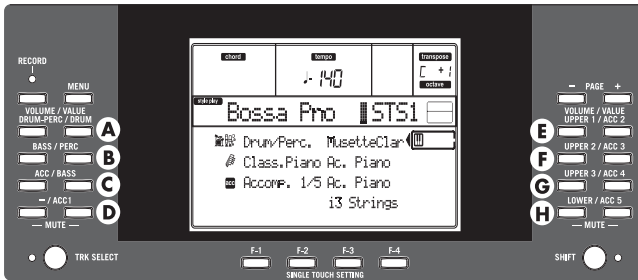 RECORD
MENU
VOLUME / VALUE
DRUM-PERC / DRUM
A
BASS / PERC
B
ACC / BASS
C
– / ACC1
D
— MUTE —
TRK SELECT
chord
tempo
transpose
♩- 140
[ +1
octave
style play
Bossa Pno
STS1
Drum/Perc.
MusetteClar
Class.Piano
Ac. Piano
acc
Accomp. 1/5
Ac. Piano
i3 Strings
F-1
F-2
F-3
F-4
SINGLE TOUCH SETTING
– PAGE +
VOLUME / VALUE
UPPER 1 / ACC 2
E
UPPER 2 / ACC 3
F
UPPER 3 / ACC 4
G
LOWER / ACC 5
H
— MUTE —
SHIFT